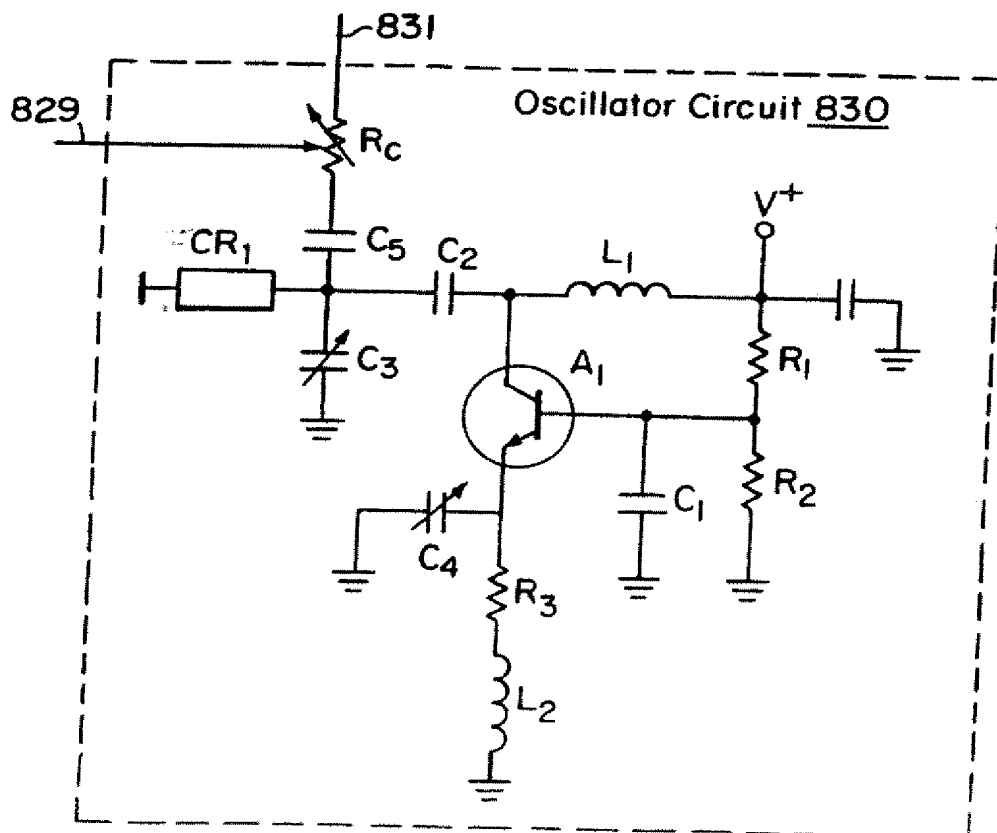 831
829
Oscillator Circuit 830
Rc
V+
CR1
C5
C2
L1
C3
A1
R1
R2
C1
C4
R3
L2